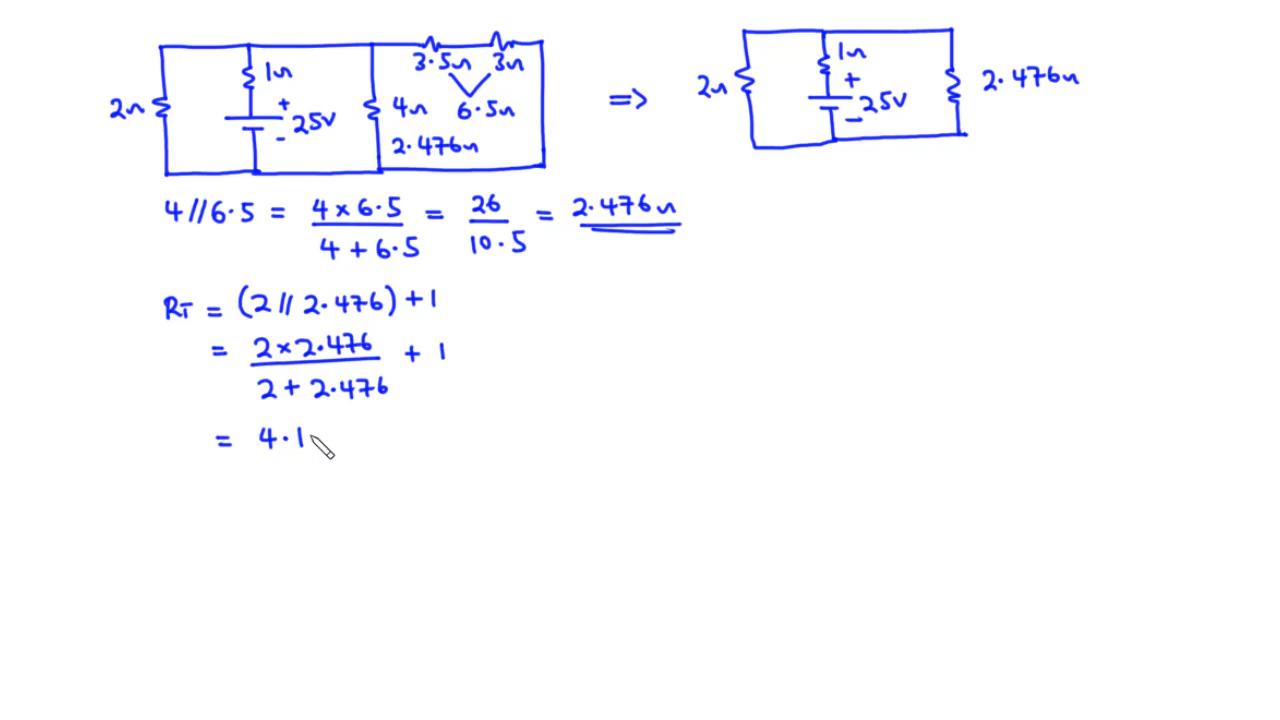 1Ω
3.5Ω 3Ω
2Ω + 25V - 4Ω 6.5Ω
2.476Ω
=>
1Ω
2Ω + 25V - 2.476Ω
4//6.5 = 4 × 6.5 / 4 + 6.5 = 26 / 10.5 = 2.476Ω
RT = (2 // 2.476) + 1
= 2 × 2.476 / 2 + 2.476 + 1
= 4.1